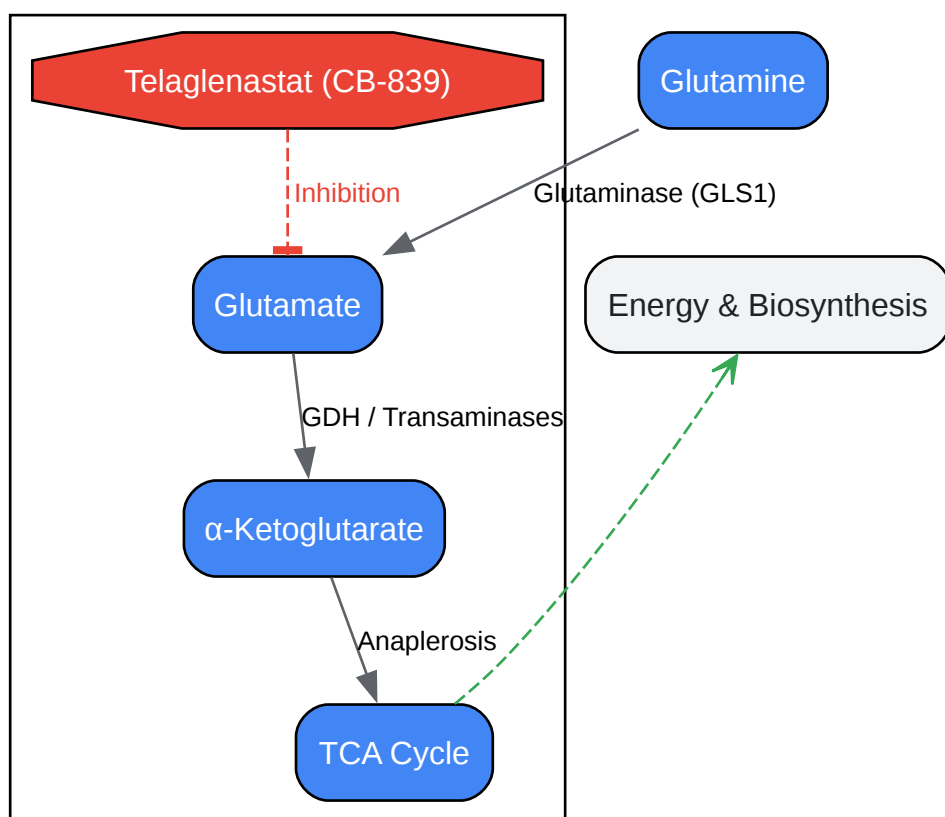 Telaglenastat (CB-839)
Glutamine
Inhibition
Glutaminase (GLS1)
Glutamate
Energy & Biosynthesis
GDH / Transaminases
α-Ketoglutarate
Anaplerosis
TCA Cycle